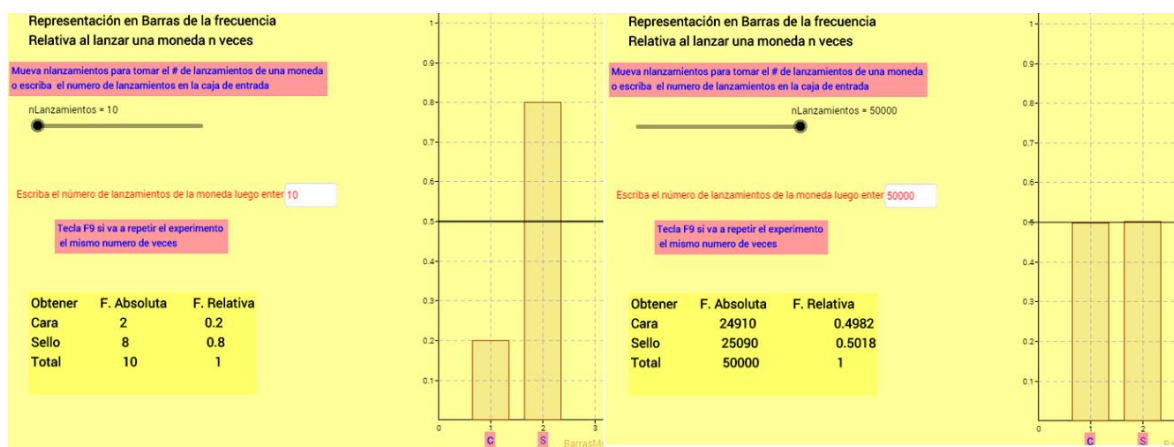 Representación en Barras de la frecuencia
Relativa al lanzar una moneda n veces
Mueva nlanzamientos para tomar el # de lanzamientos de una moneda
o escriba el numero de lanzamientos en la caja de entrada
nLanzamientos = 10
Escriba el número de lanzamientos de la moneda luego enter 10
Tecla F9 si va a repetir el experimento
el mismo numero de veces
Obtener F. Absoluta F. Relativa
Cara 2 0.2
Sello 8 0.8
Total 10 1
1
0.9
0.8
0.7
0.6
0.5
0.4
0.3
0.2
0.1
0 1 2 3
C S
Representación en Barras de la frecuencia
Relativa al lanzar una moneda n veces
Mueva nlanzamientos para tomar el # de lanzamientos de una moneda
o escriba el numero de lanzamientos en la caja de entrada
nLanzamientos = 50000
Escriba el número de lanzamientos de la moneda luego enter 50000
Tecla F9 si va a repetir el experimento
el mismo numero de veces
Obtener F. Absoluta F. Relativa
Cara 24910 0.4982
Sello 25090 0.5018
Total 50000 1
1
0.9
0.8
0.7
0.6
0.5
0.4
0.3
0.2
0.1
0 1 2
C S